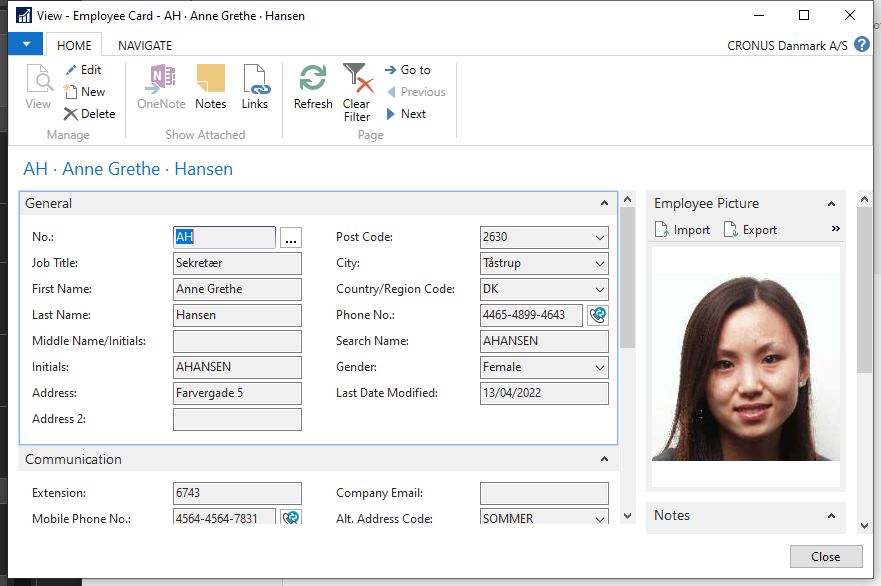 View - Employee Card - AH · Anne Grethe · Hansen
HOME NAVIGATE CRONUS Danmark A/S ?
View Edit New Delete
Manage
OneNote Notes Links
Show Attached
Refresh Clear Filter Go to Previous Next
Page
AH · Anne Grethe · Hansen
General
No.: AH ... Post Code: 2630
Job Title: Sekretær City: Tåstrup
First Name: Anne Grethe Country/Region Code: DK
Last Name: Hansen Phone No.: 4465-4899-4643
Middle Name/Initials: Search Name: AHANSEN
Initials: AHANSEN Gender: Female
Address: Farvergade 5 Last Date Modified: 13/04/2022
Address 2:
Communication
Extension: 6743 Company Email:
Mobile Phone No.: 4564-4564-7831 Alt. Address Code: SOMMER
Employee Picture
Import Export »
Notes
Close